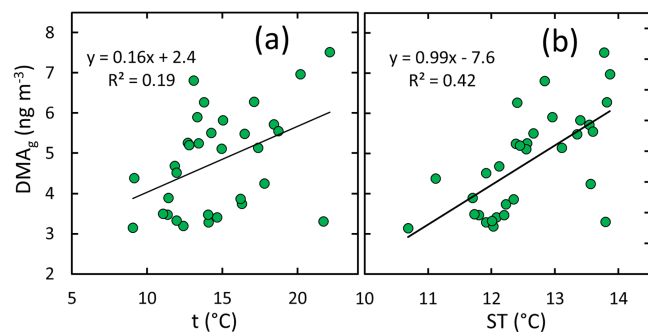 (a)
y = 0.16x + 2.4
R² = 0.19
(b)
y = 0.99x - 7.6
R² = 0.42
DMAg (ng m⁻³)
8
7
6
5
4
3
2
5 10 15 20
t (°C)
10 11 12 13 14
ST (°C)